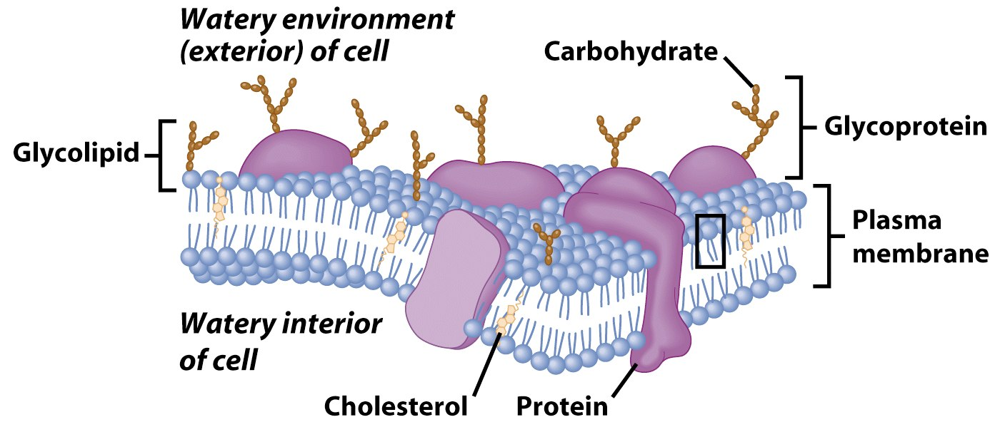 Watery environment
(exterior) of cell
Carbohydrate
Glycoprotein
Glycolipid
Plasma
membrane
Watery interior
of cell
Cholesterol
Protein